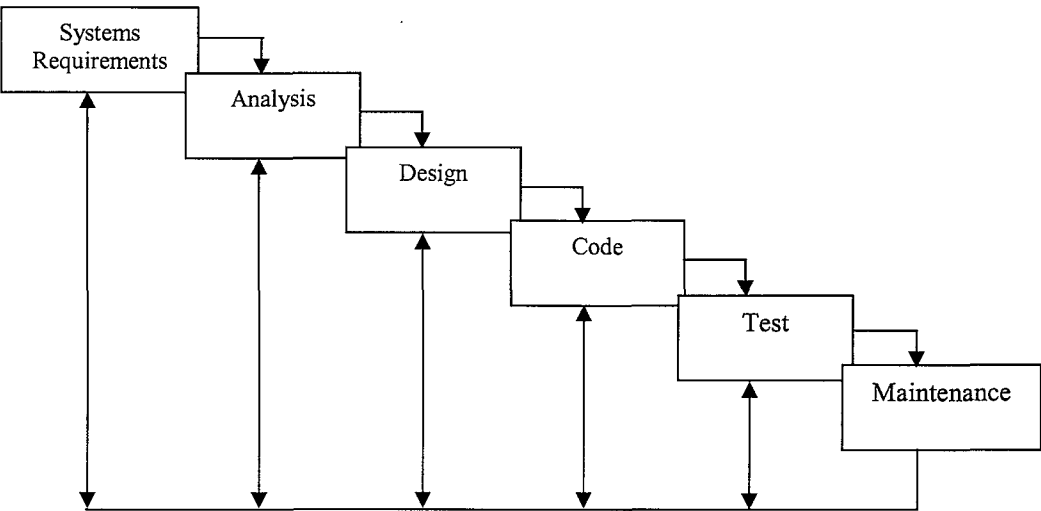 Systems
Requirements
Analysis
Design
Code
Test
Maintenance